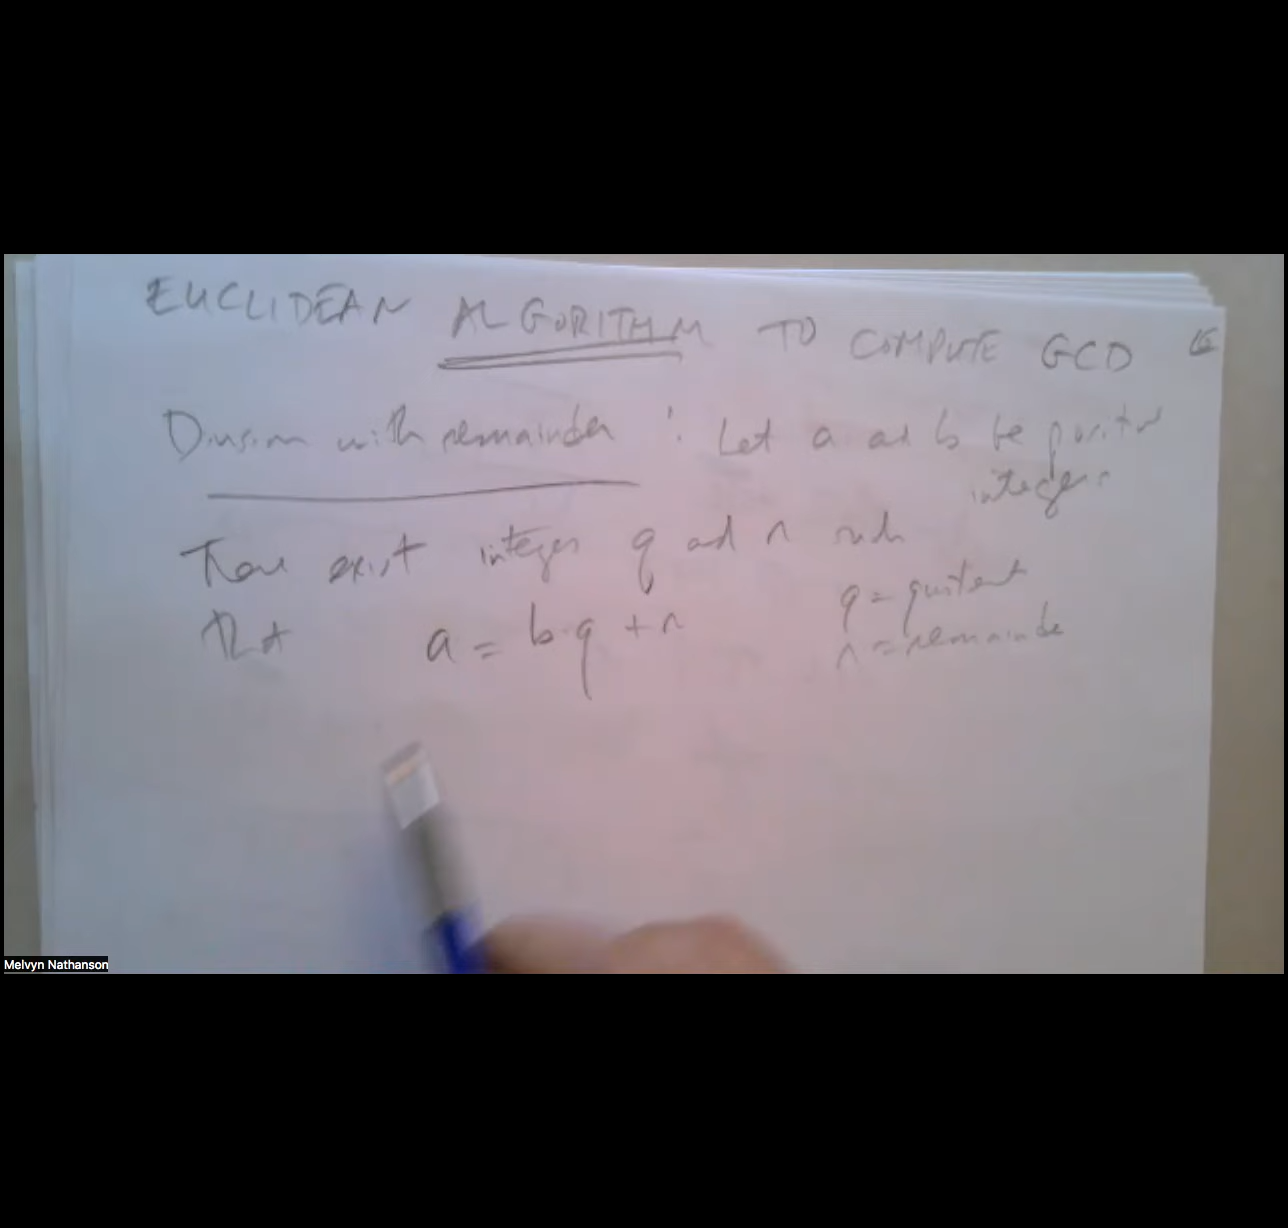 EUCLIDEAN ALGORITHM TO COMPUTE GCD
Division with remainder : Let a and b be positive
integers
There exist integers q and r such
that a = b·q + r
q = quotient
r = remainder
Melvyn Nathanson